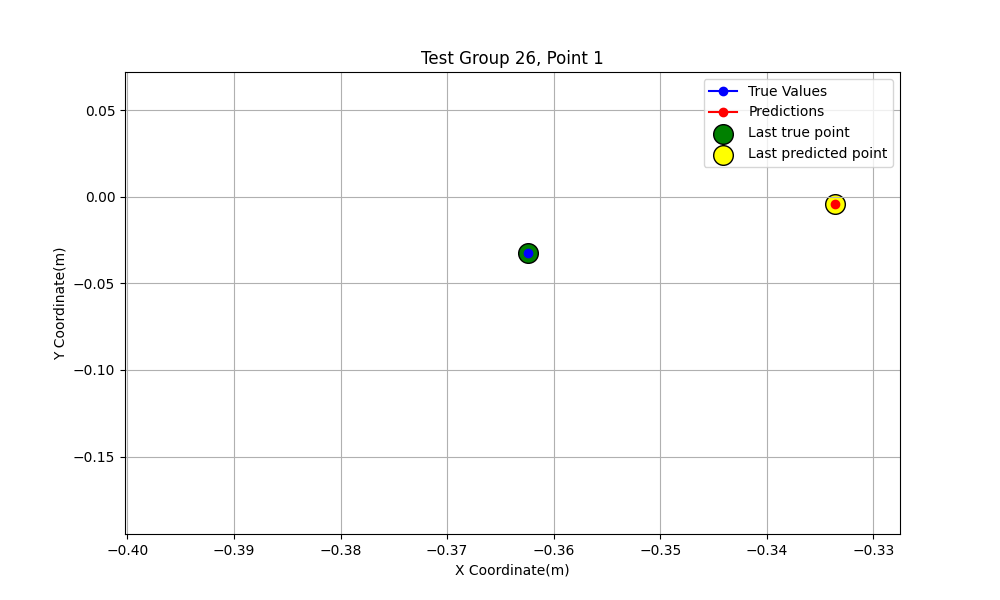 Test Group 26, Point 1
True Values
Predictions
Last true point
Last predicted point
Y Coordinate(m)
0.05
0.00
−0.05
−0.10
−0.15
−0.40 −0.39 −0.38 −0.37 −0.36 −0.35 −0.34 −0.33
X Coordinate(m)